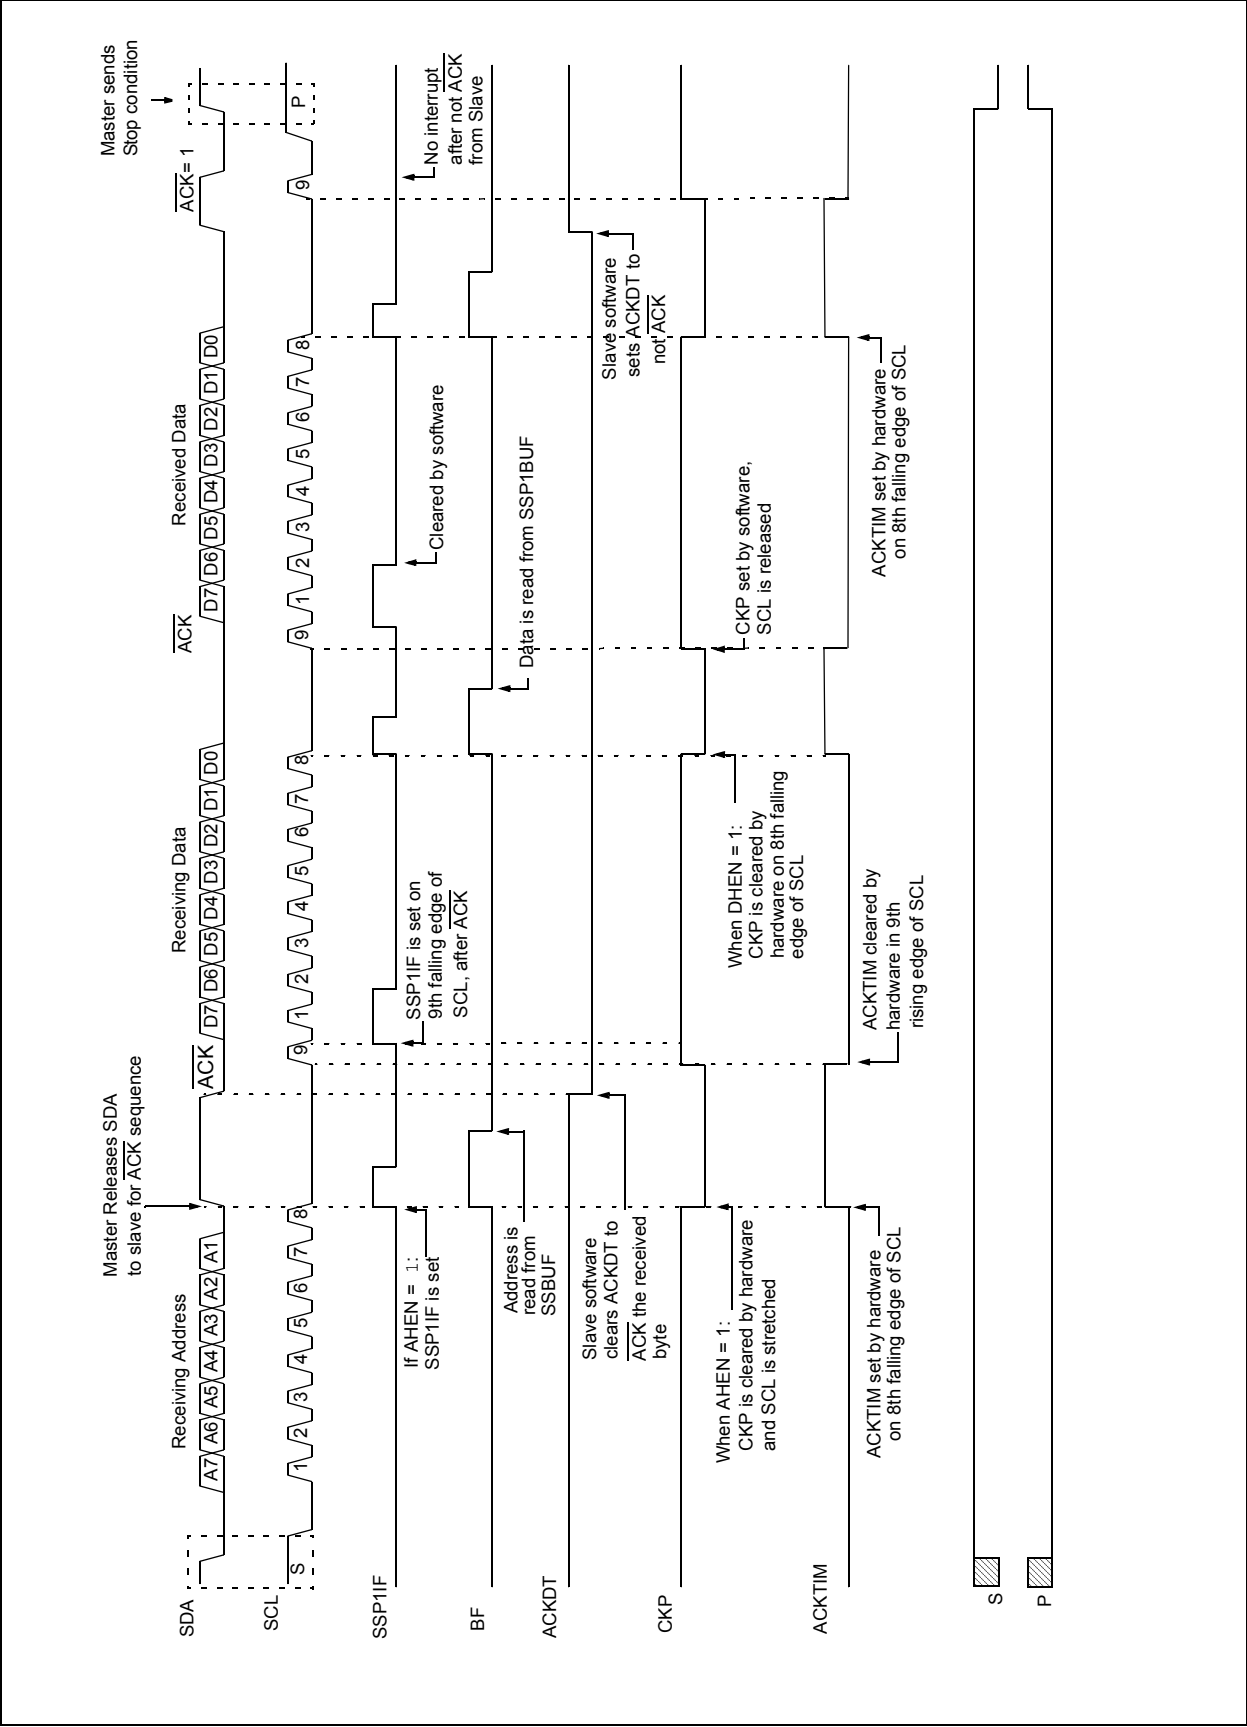 Master Releases SDA
to slave for ACK sequence
Master sends
Stop condition
Receiving Address
Receiving Data
Received Data
ACK
ACK = 1
SDA
A7 A6 A5 A4 A3 A2 A1
ACK
D7 D6 D5 D4 D3 D2 D1 D0
D7 D6 D5 D4 D3 D2 D1 D0
SCL
S
1 2 3 4 5 6 7 8
9
1 2 3 4 5 6 7 8
9
1 2 3 4 5 6 7 8
9
P
SSP1IF
If AHEN = 1:
SSP1IF is set
SSP1IF is set on
9th falling edge of
SCL, after ACK
Cleared by software
No interrupt
after not ACK
from Slave
BF
Address is
read from
SSBUF
Data is read from SSP1BUF
ACKDT
Slave software
clears ACKDT to
ACK the received
byte
Slave software
sets ACKDT to
not ACK
CKP
When AHEN = 1:
CKP is cleared by hardware
and SCL is stretched
When DHEN = 1:
CKP is cleared by
hardware on 8th falling
edge of SCL
CKP set by software,
SCL is released
ACKTIM
ACKTIM set by hardware
on 8th falling edge of SCL
ACKTIM cleared by
hardware in 9th
rising edge of SCL
ACKTIM set by hardware
on 8th falling edge of SCL
S
P